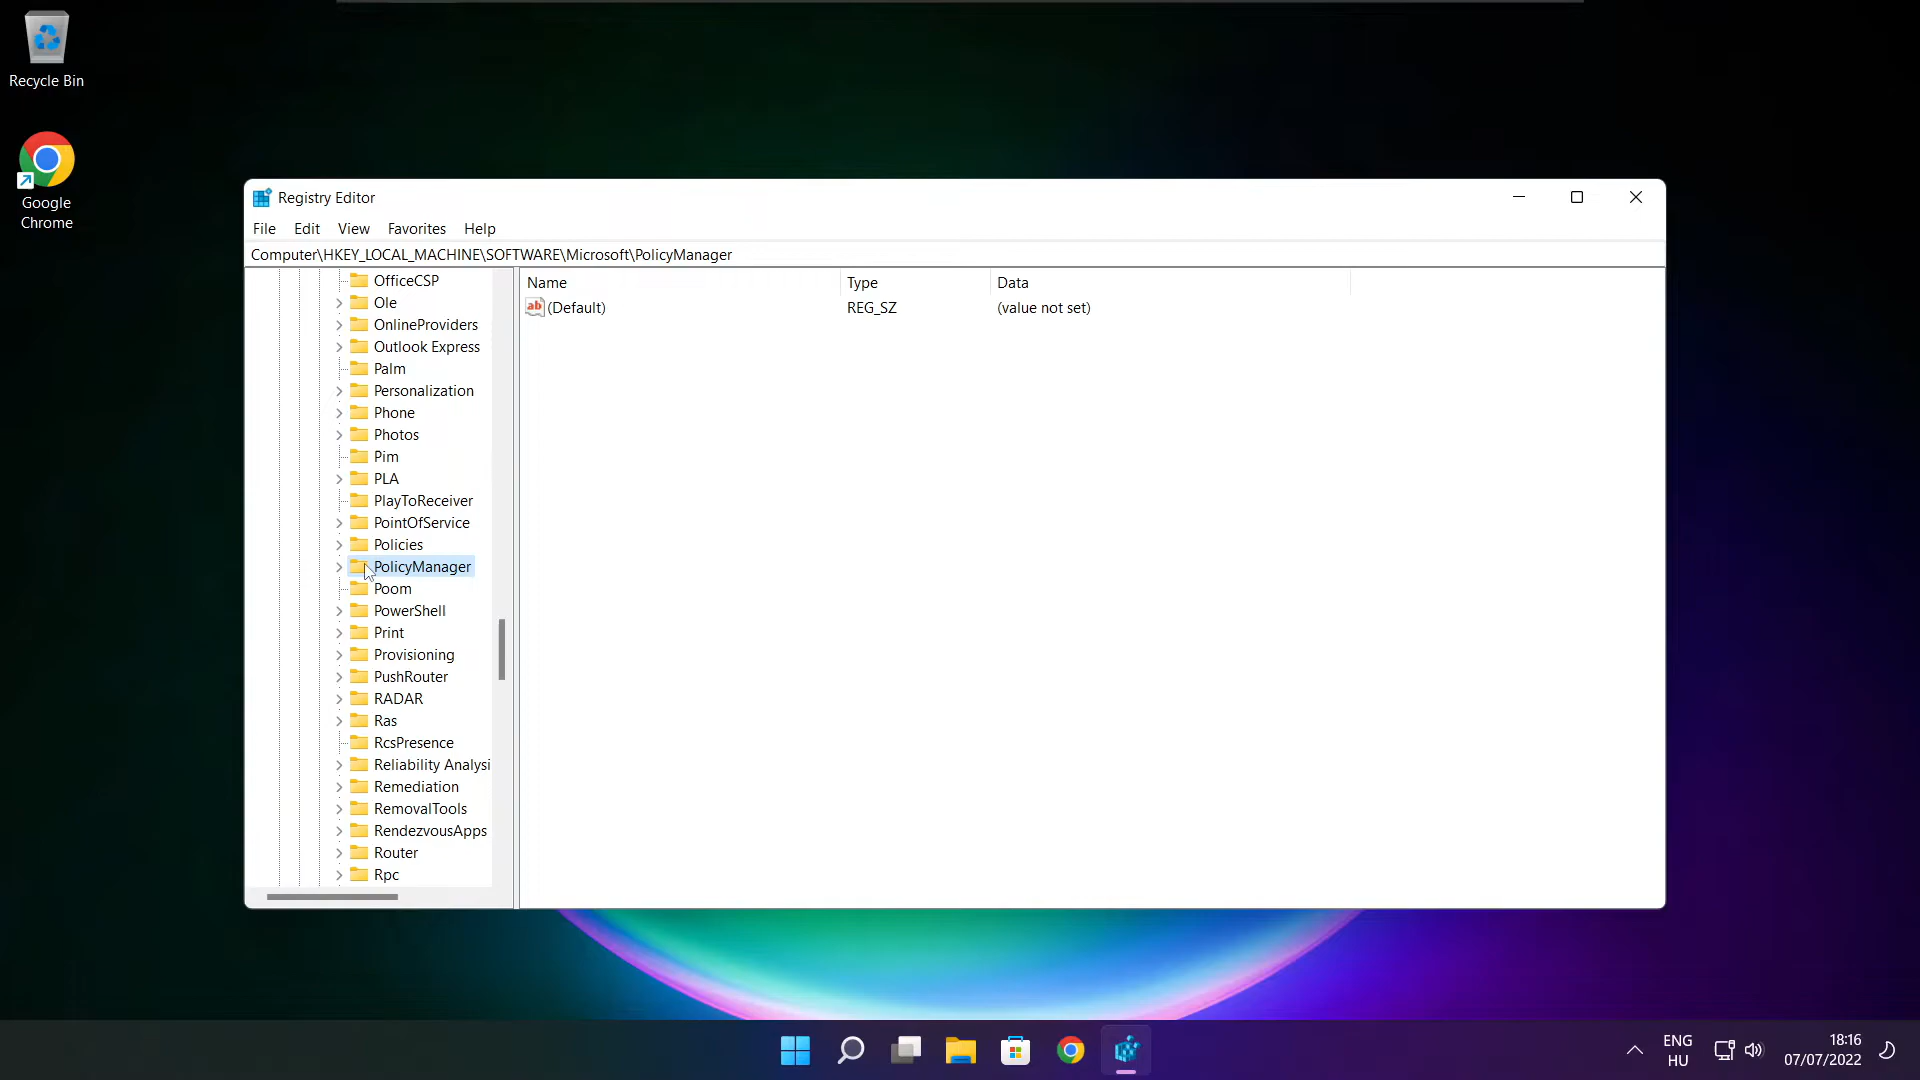 Recycle Bin
Google
Chrome
Registry Editor
File Edit View Favorites Help
Computer\HKEY_LOCAL_MACHINE\SOFTWARE\Microsoft\PolicyManager
OfficeCSP
Ole
OnlineProviders
Outlook Express
Palm
Personalization
Phone
Photos
Pim
PLA
PlayToReceiver
PointOfService
Policies
PolicyManager
Poom
PowerShell
Print
Provisioning
PushRouter
RADAR
Ras
RcsPresence
Reliability Analysi
Remediation
RemovalTools
RendezvousApps
Router
Rpc
Name Type Data
ab (Default) REG_SZ (value not set)
ENG
HU
18:16
07/07/2022